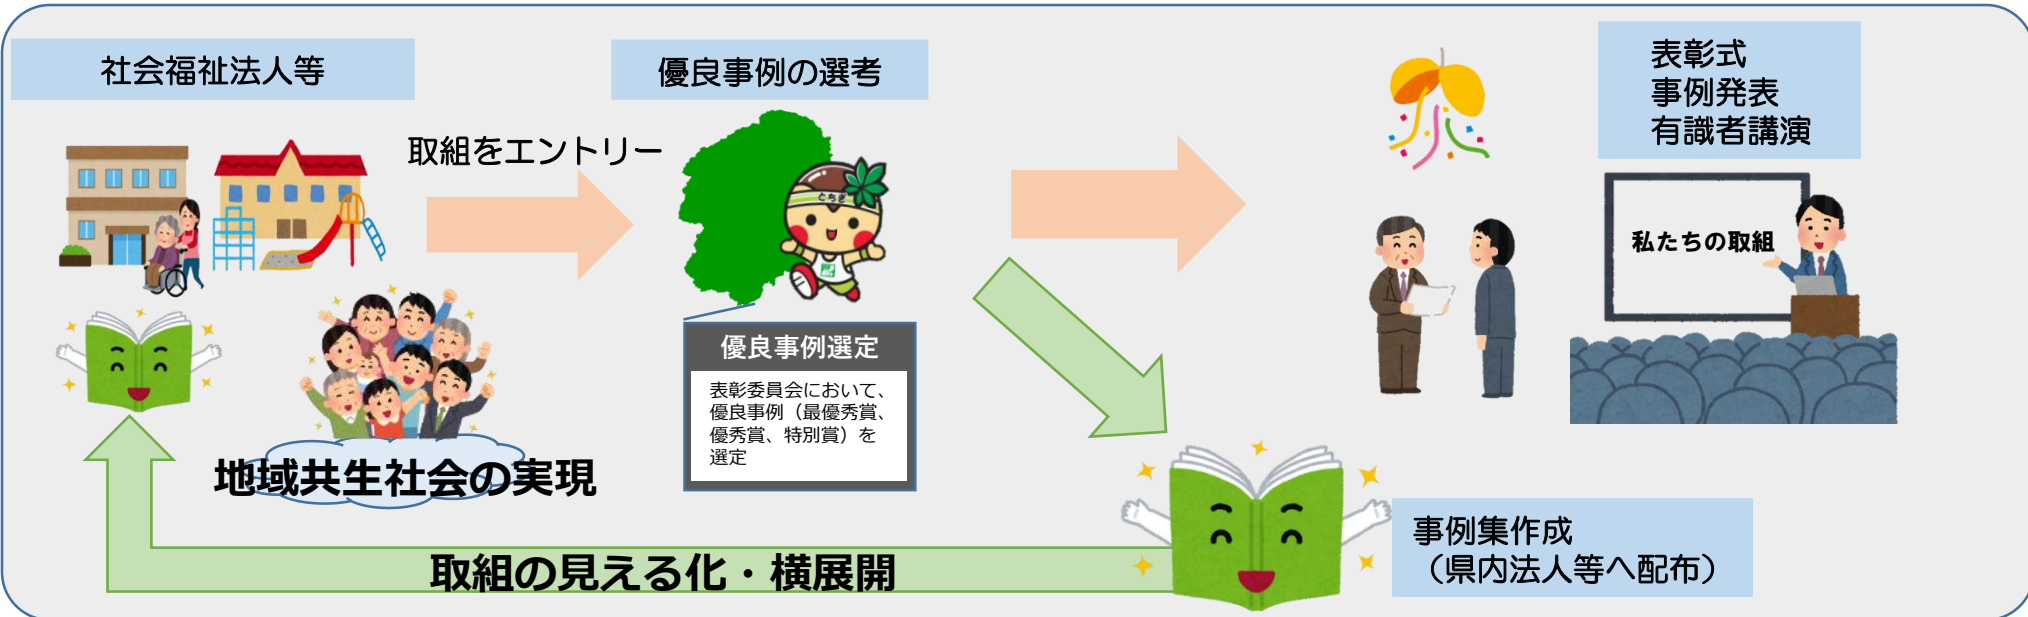 社会福祉法人等
取組をエントリー
優良事例の選考
とちぎ
優良事例選定
表彰委員会において、
優良事例（最優秀賞、
優秀賞、特別賞）を
選定
表彰式
事例発表
有識者講演
私たちの取組
地域共生社会の実現
取組の見える化・横展開
事例集作成
（県内法人等へ配布）